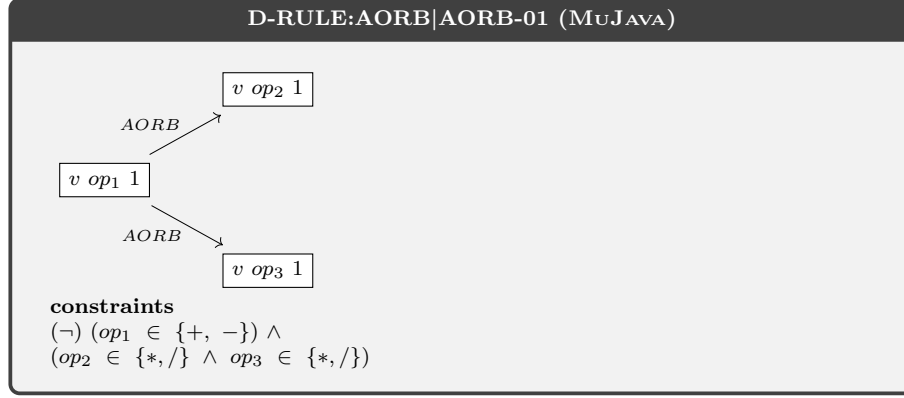 D-RULE:AORB|AORB-01 (MUJAVA)
v op₂ 1
AORB
v op₁ 1
AORB
v op₃ 1
constraints
(¬) (op₁ ∈ {+, −}) ∧
(op₂ ∈ {∗, /} ∧ op₃ ∈ {∗, /})